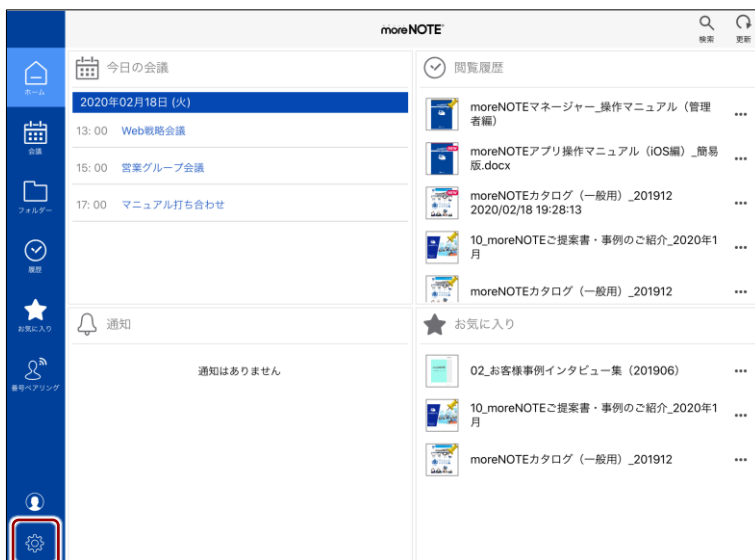 moreNOTE
検索
更新
ホーム
会議
フォルダー
履歴
お気に入り
番号ペアリング
今日の会議
2020年02月18日 (火)
13: 00 Web戦略会議
15: 00 営業グループ会議
17: 00 マニュアル打ち合わせ
閲覧履歴
moreNOTEマネージャー_操作マニュアル（管理
者編）
moreNOTEアプリ操作マニュアル（iOS編）_簡易
版.docx
moreNOTEカタログ（一般用）_201912
2020/02/18 19:28:13
10_moreNOTEご提案書・事例のご紹介_2020年1
月
moreNOTEカタログ（一般用）_201912
通知
通知はありません
お気に入り
02_お客様事例インタビュー集（201906）
10_moreNOTEご提案書・事例のご紹介_2020年1
月
moreNOTEカタログ（一般用）_201912